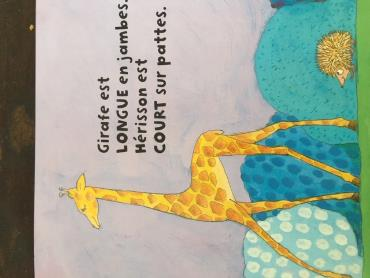 Girafe est
LONGUE en jambes.
Hérisson est
COURT sur pattes.